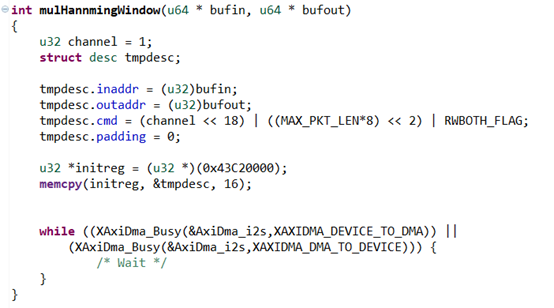 int mulHannmingWindow(u64 * bufin, u64 * bufout)
{
u32 channel = 1;
struct desc tmpdesc;
tmpdesc.inaddr = (u32)bufin;
tmpdesc.outaddr = (u32)bufout;
tmpdesc.cmd = (channel << 18) | ((MAX_PKT_LEN*8) << 2) | RWBOTH_FLAG;
tmpdesc.padding = 0;
u32 *initreg = (u32 *)(0x43C20000);
memcpy(initreg, &tmpdesc, 16);
while ((XAxiDma_Busy(&AxiDma_i2s,XAXIDMA_DEVICE_TO_DMA)) ||
(XAxiDma_Busy(&AxiDma_i2s,XAXIDMA_DMA_TO_DEVICE))) {
/* Wait */
}
}